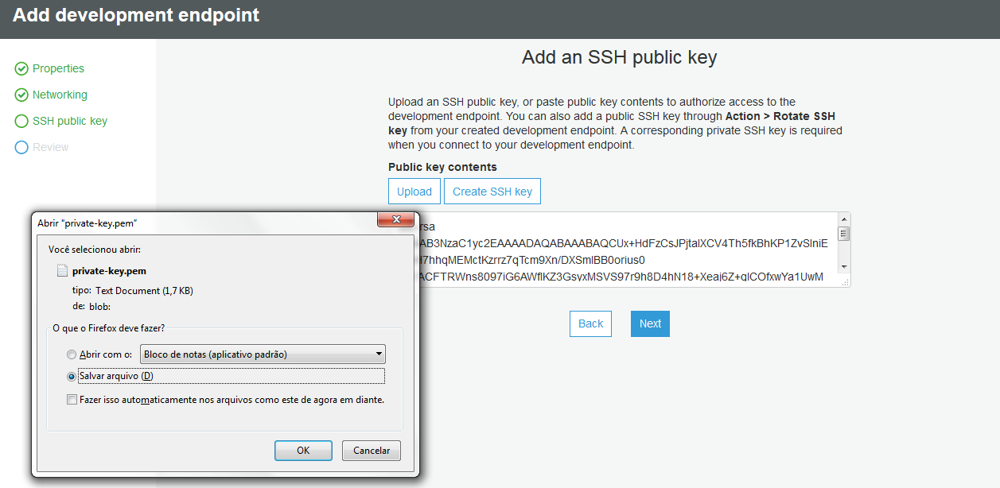 Add development endpoint
Properties
Networking
SSH public key
Review
Add an SSH public key
Upload an SSH public key, or paste public key contents to authorize access to the
development endpoint. You can also add a public SSH key through Action > Rotate SSH
key from your created development endpoint. A corresponding private SSH key is required
when you connect to your development endpoint.
Public key contents
Upload
Create SSH key
rsa
AB3NzaC1yc2EAAAADAQABAAABAQCUx+HdFzCsJPjtalXCV4Th5fkBhKP1ZvSlniE
7hhqMEMctKzrrz7qTcm9Xn/DXSmlBB0orius0
ACFTRWns8097iG6AWflKZ3GsyxMSVS97r9h8D4hN18+Xeaj6Z+glCOfxwYa1UwM
Back
Next
Abrir "private-key.pem"
Você selecionou abrir:
private-key.pem
tipo: Text Document (1,7 KB)
de: blob:
O que o Firefox deve fazer?
Abrir com o: Bloco de notas (aplicativo padrão)
Salvar arquivo (D)
Fazer isso automaticamente nos arquivos como este de agora em diante.
OK
Cancelar